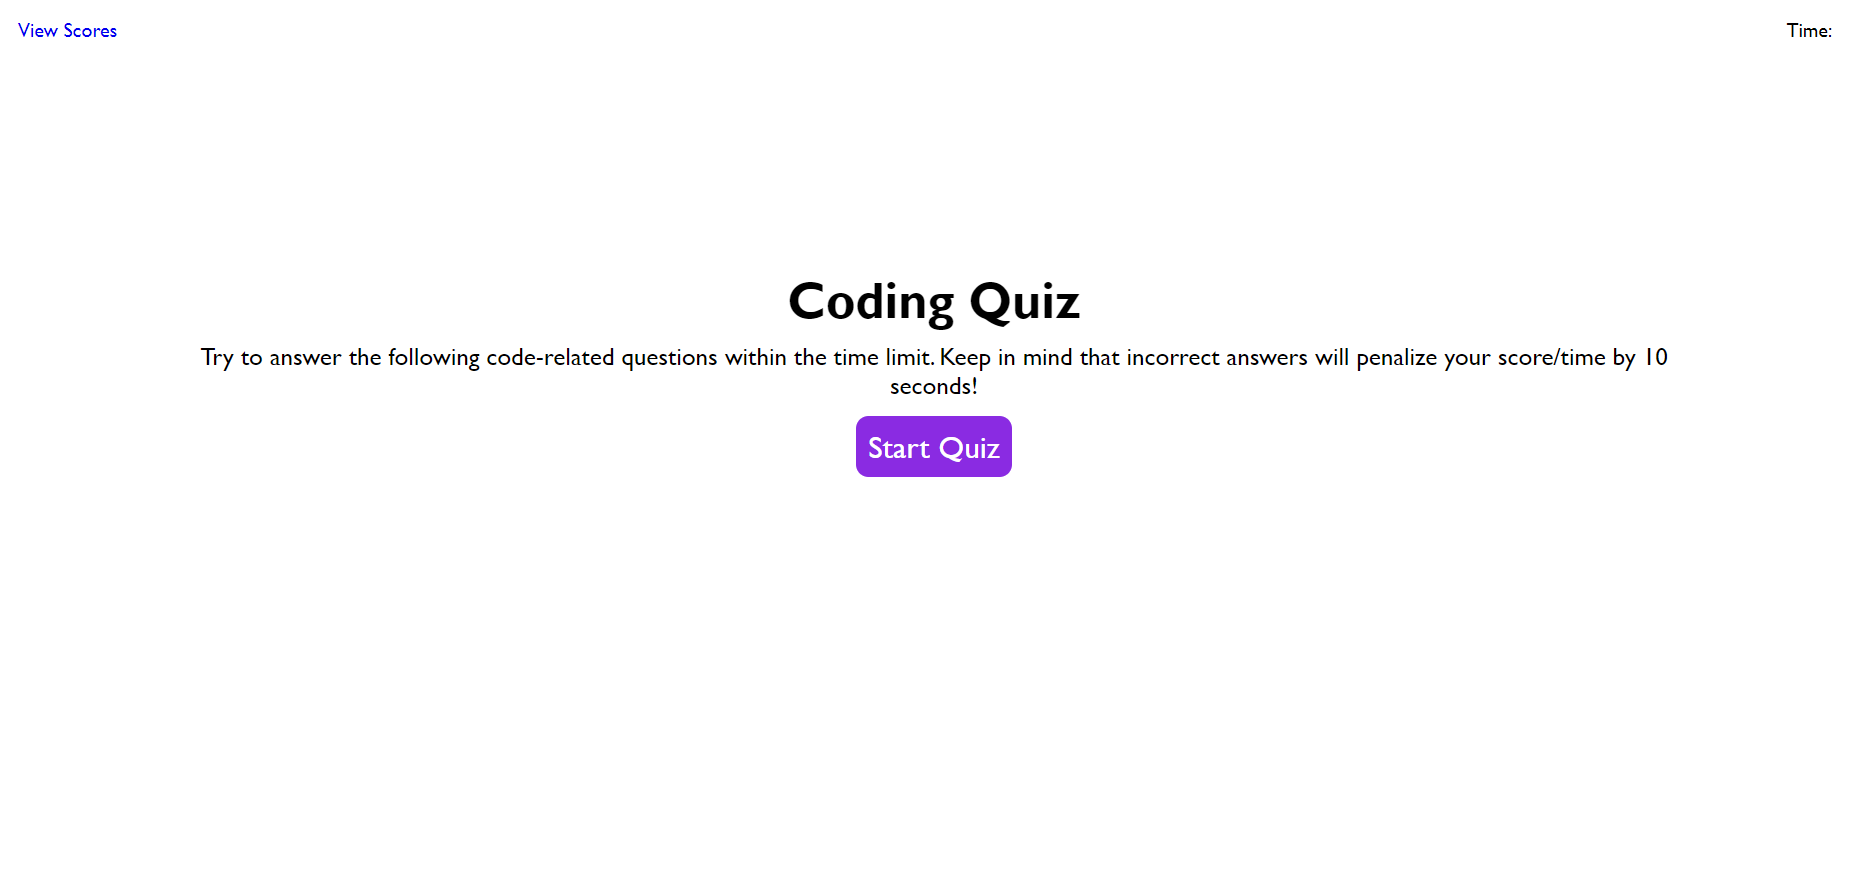 View Scores
Time:
Coding Quiz
Try to answer the following code-related questions within the time limit. Keep in mind that incorrect answers will penalize your score/time by 10
seconds!
Start Quiz